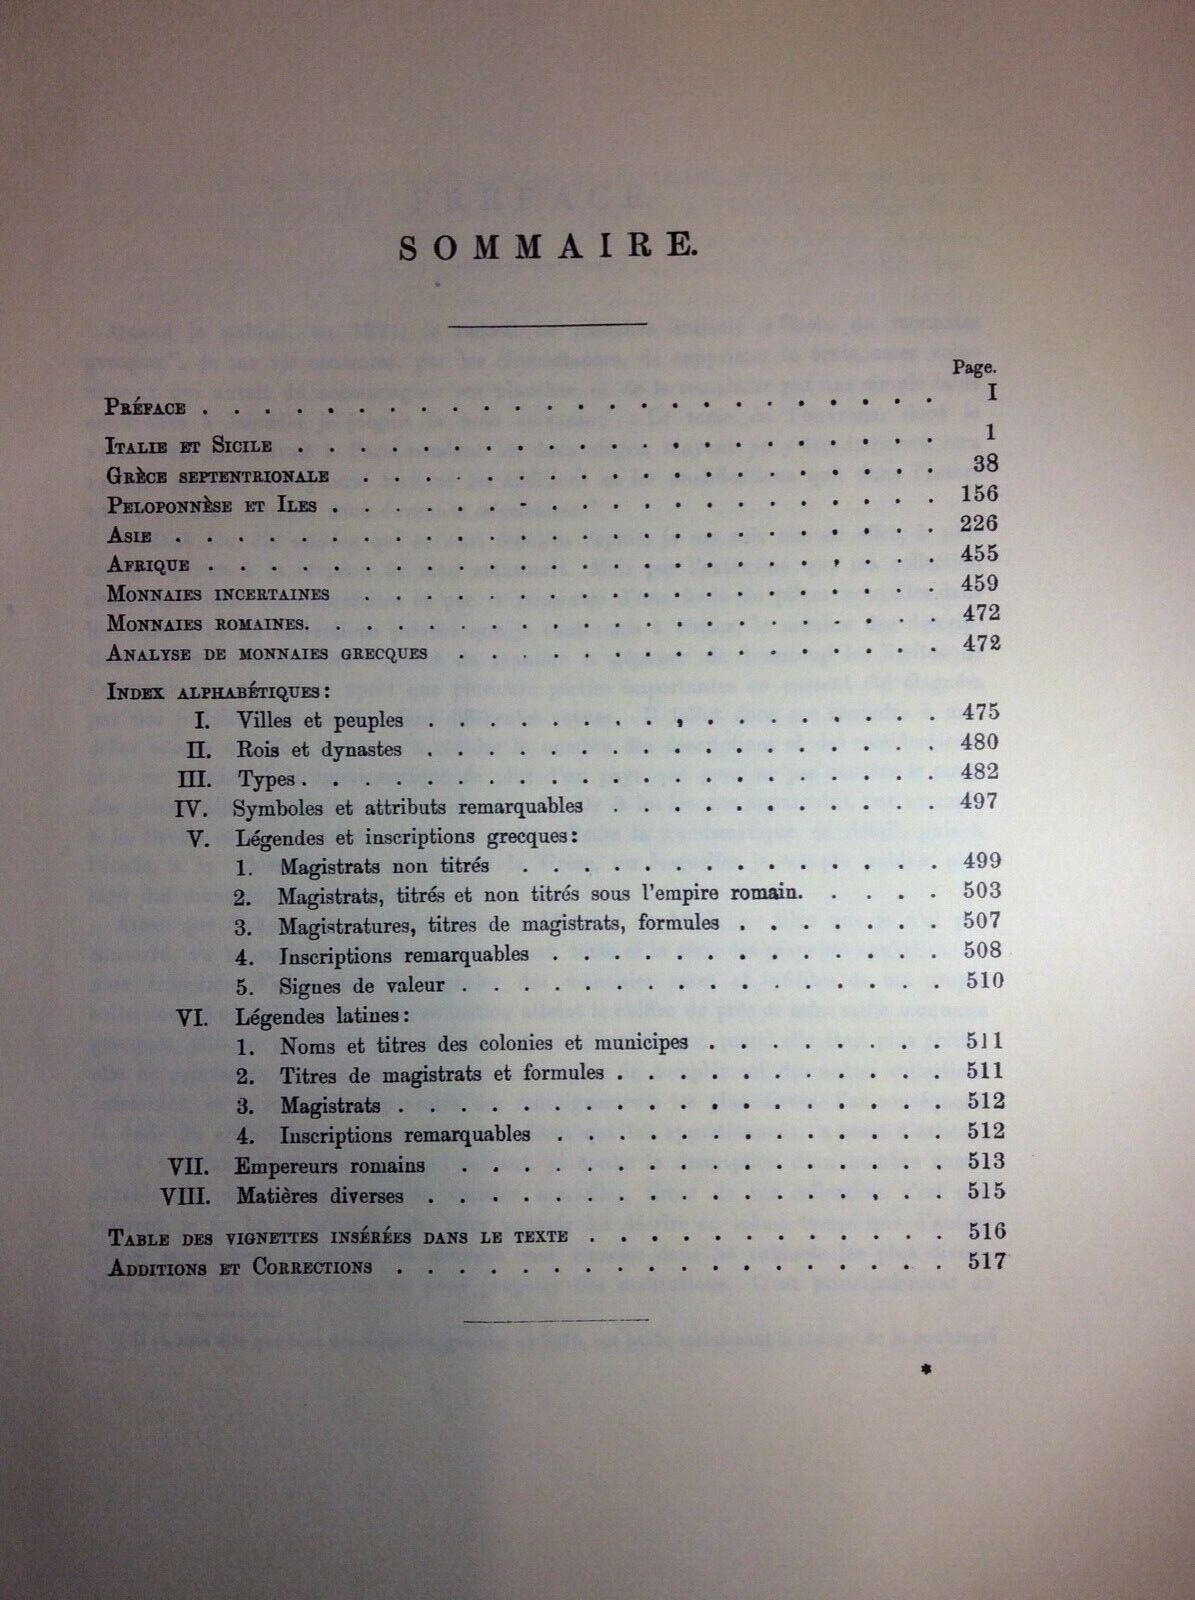 SOMMAIRE.
Page.
Préface . . . . . . . . . . . . . . . . . . . . . . . I
Italie et Sicile . . . . . . . . . . . . . . . . . . . 1
Grèce septentrionale . . . . . . . . . . . . . . . . 38
Peloponnèse et Iles . . . . . . . . . . . . . . . . . 156
Asie . . . . . . . . . . . . . . . . . . . . . . . . 226
Afrique . . . . . . . . . . . . . . . . . . . . . . 455
Monnaies incertaines . . . . . . . . . . . . . . . . 459
Monnaies romaines. . . . . . . . . . . . . . . . . . 472
Analyse de monnaies grecques . . . . . . . . . . . . 472
Index alphabétiques:
I. Villes et peuples . . . . . . . . . . . . . . . . 475
II. Rois et dynastes . . . . . . . . . . . . . . . . 480
III. Types . . . . . . . . . . . . . . . . . . . . . 482
IV. Symboles et attributs remarquables . . . . . . . . 497
V. Légendes et inscriptions grecques:
1. Magistrats non titrés . . . . . . . . . . . . . . 499
2. Magistrats, titrés et non titrés sous l'empire romain. . . . . 503
3. Magistratures, titres de magistrats, formules . . . . . . . 507
4. Inscriptions remarquables . . . . . . . . . . . . 508
5. Signes de valeur . . . . . . . . . . . . . . . . 510
VI. Légendes latines:
1. Noms et titres des colonies et municipes . . . . . . . . 511
2. Titres de magistrats et formules . . . . . . . . . . . 511
3. Magistrats . . . . . . . . . . . . . . . . . . 512
4. Inscriptions remarquables . . . . . . . . . . . . 512
VII. Empereurs romains . . . . . . . . . . . . . . . 513
VIII. Matières diverses . . . . . . . . . . . . . . . . 515
Table des vignettes insérées dans le texte . . . . . . . . . . . 516
Additions et Corrections . . . . . . . . . . . . . . . . . 517
*